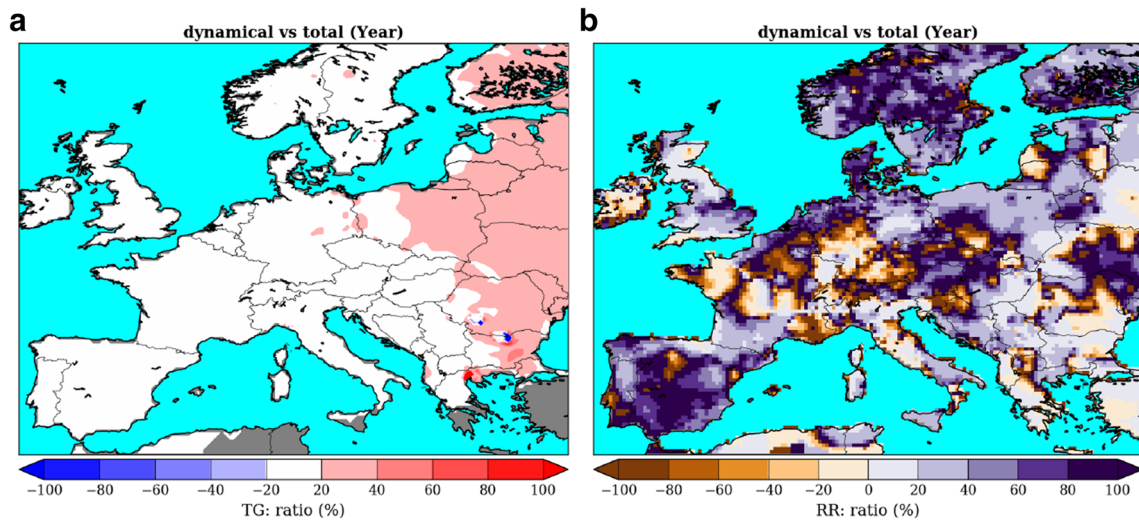 a
dynamical vs total (Year)
−100 −80 −60 −40 −20 20 40 60 80 100
TG: ratio (%)
b
dynamical vs total (Year)
−100 −80 −60 −40 −20 0 20 40 60 80 100
RR: ratio (%)